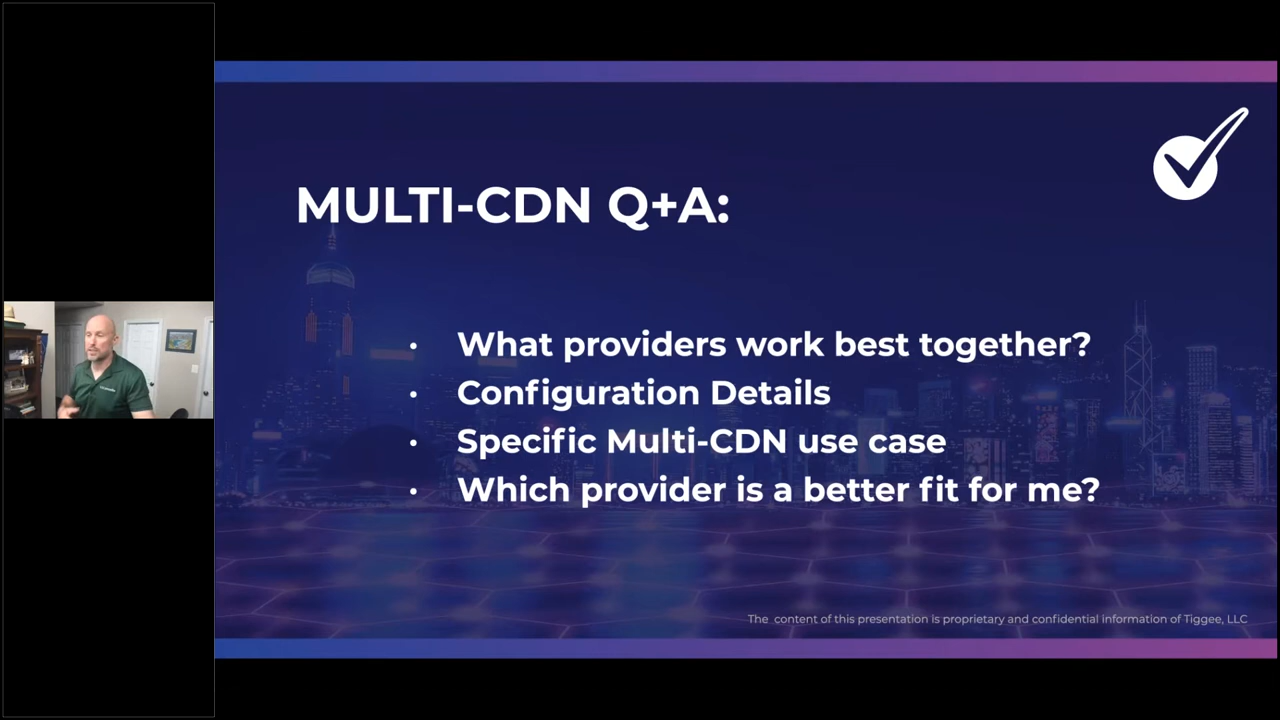 MULTI-CDN Q+A:
• What providers work best together?
• Configuration Details
• Specific Multi-CDN use case
• Which provider is a better fit for me?
The content of this presentation is proprietary and confidential information of Tiggee, LLC